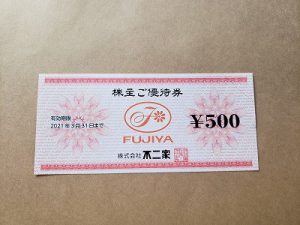 株主ご優待券
有効期限
2021年3月31日まで
F
FUJIYA
¥500
株式会社 不二家